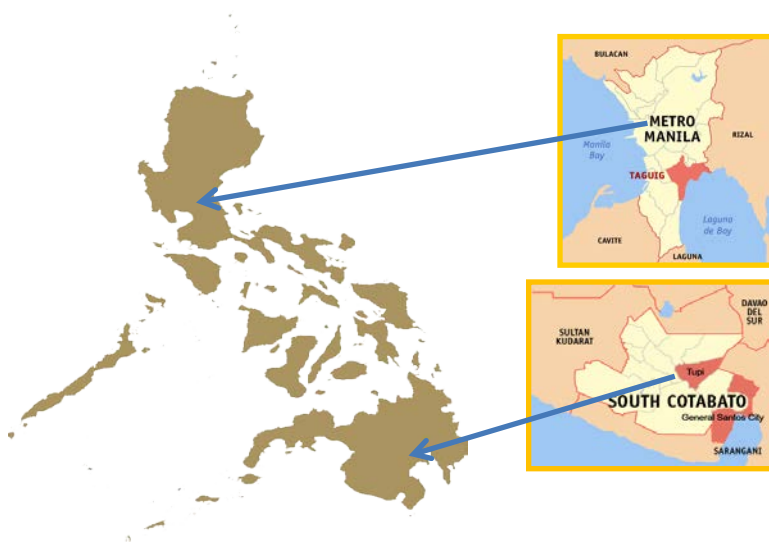 BULACAN
METRO
MANILA
RIZAL
Manila
Bay
TAGUIG
Laguna
de Bay
CAVITE
LAGUNA
DAVAO
DEL
SUR
SULTAN
KUDARAT
Tupi
SOUTH COTABATO
General Santos City
SARANGANI